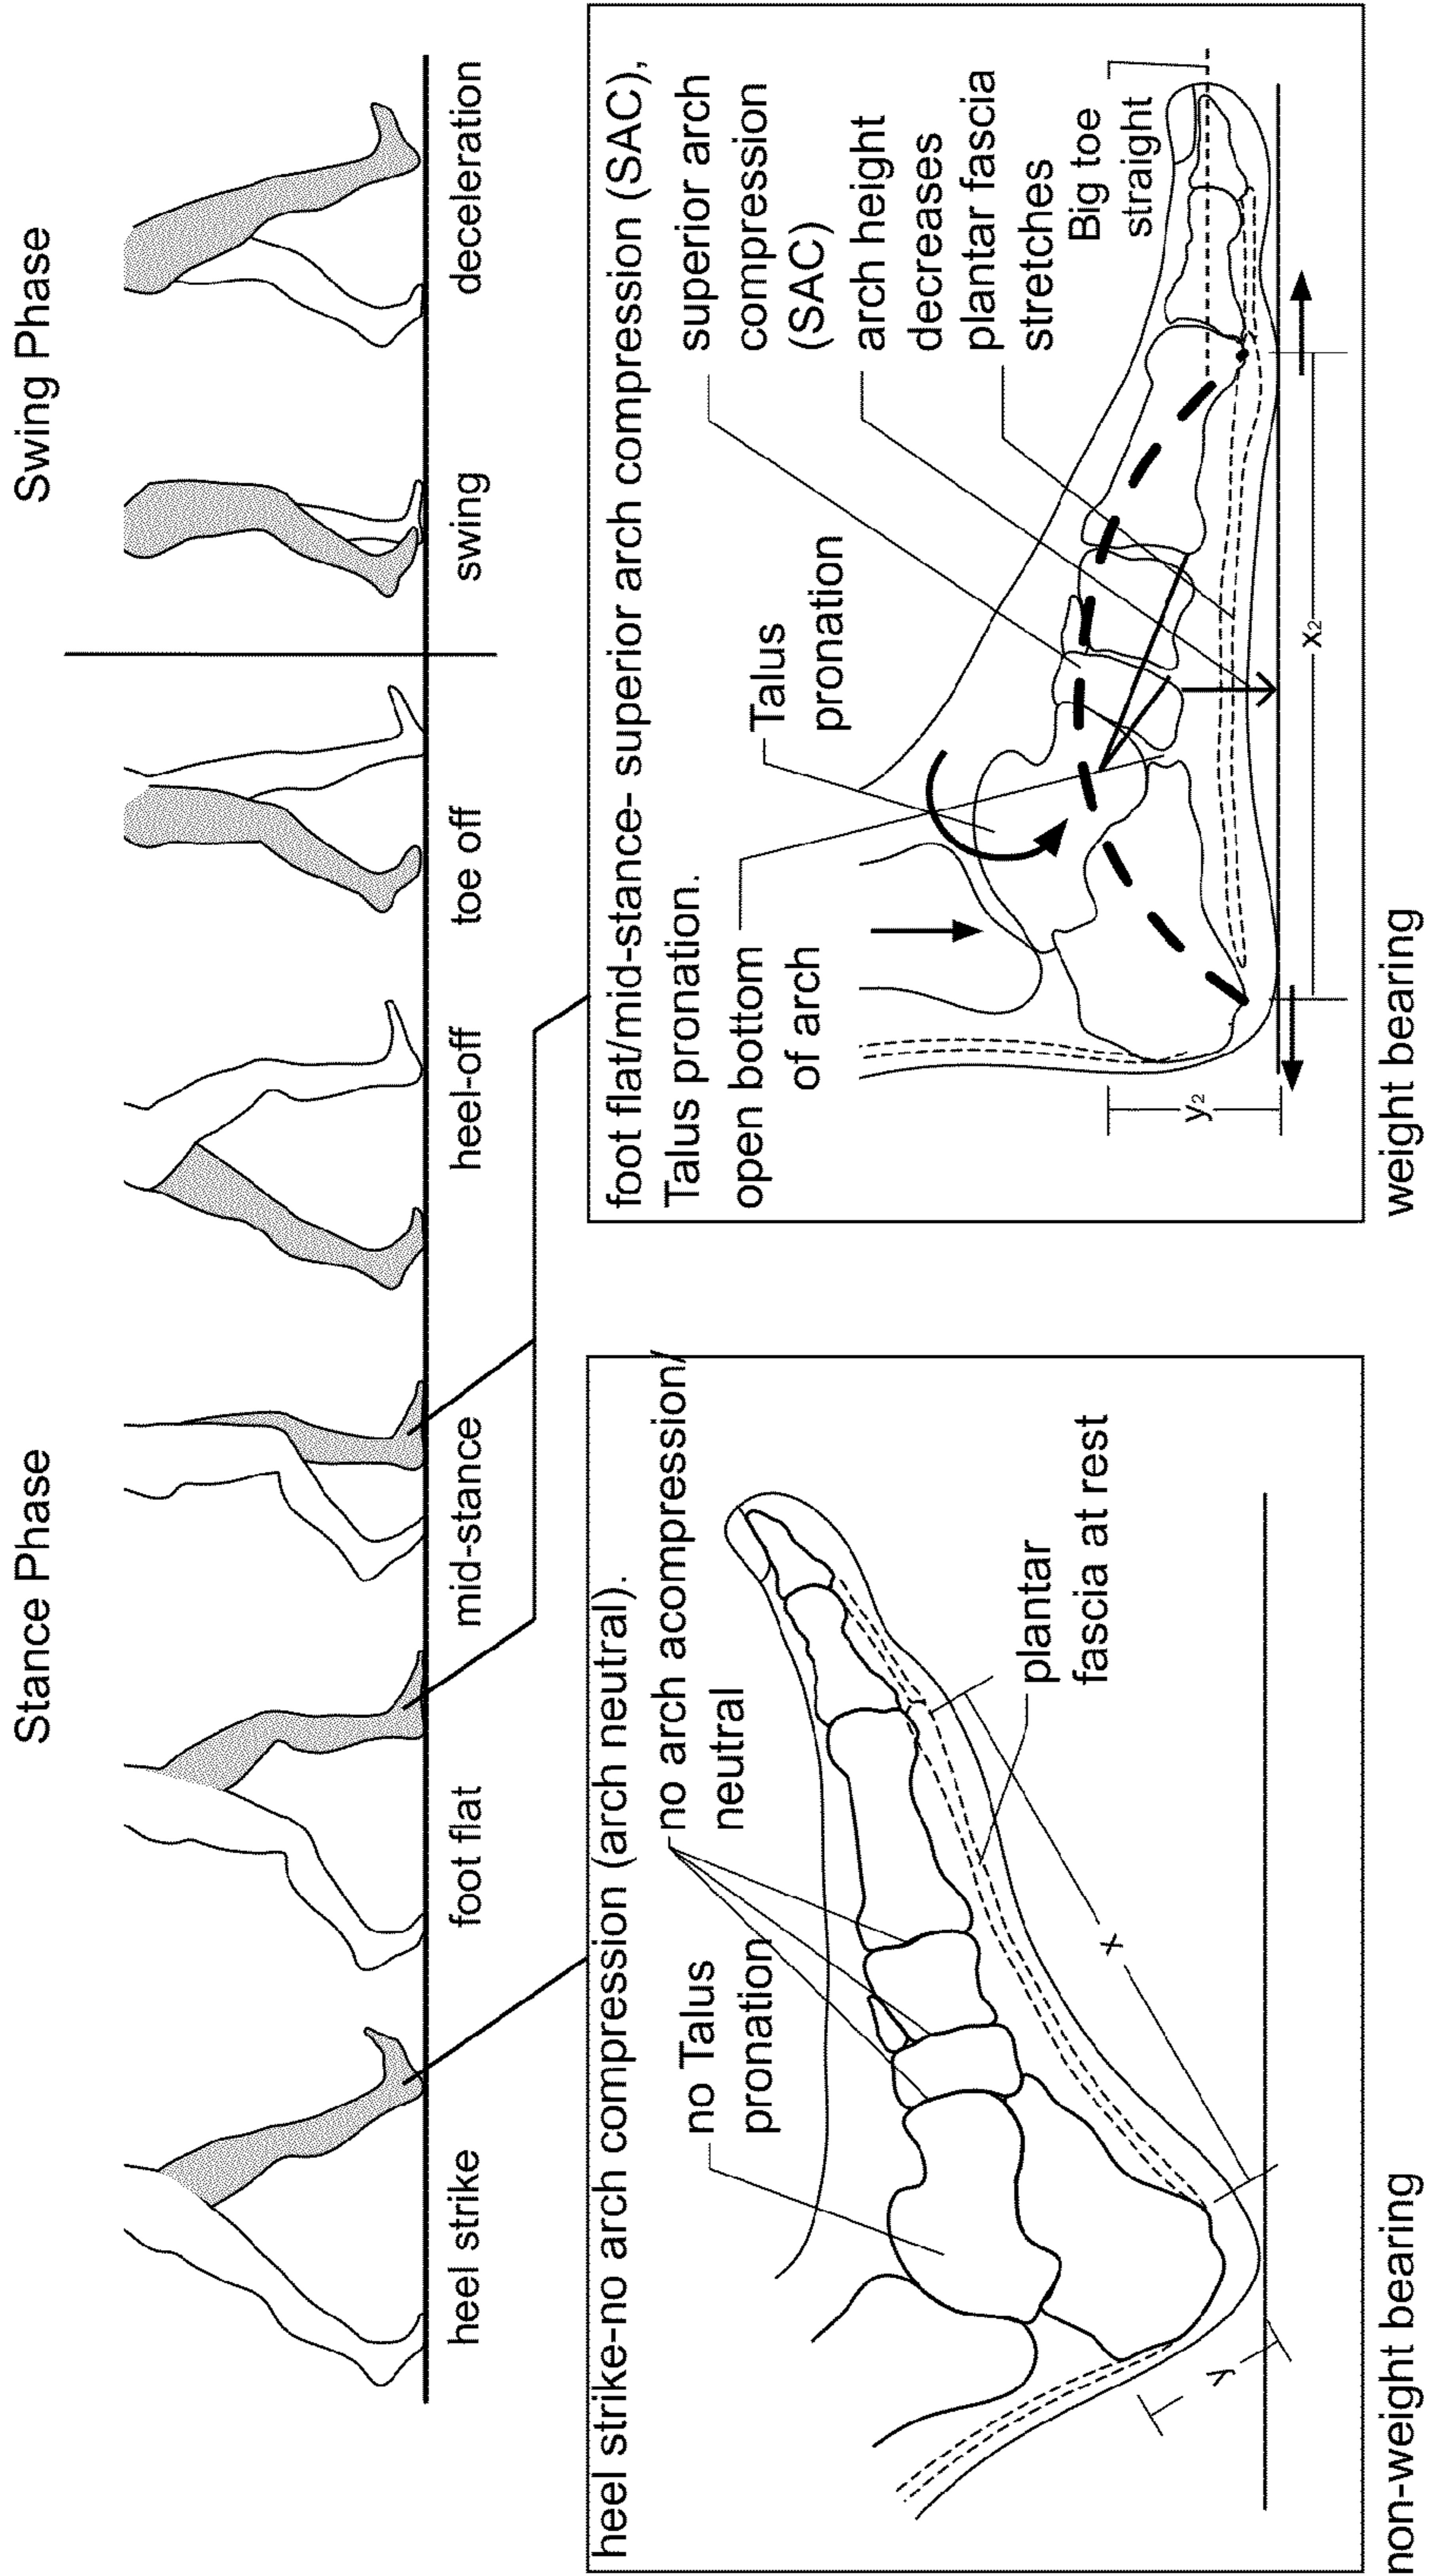 Stance Phase
Swing Phase
heel strike
foot flat
mid-stance
heel-off
toe off
swing
deceleration
heel strike-no arch compression (arch neutral).
no Talus
pronation
no arch acompression/
neutral
plantar
fascia at rest
x
y
non-weight bearing
foot flat/mid-stance- superior arch compression (SAC),
Talus pronation.
open bottom
of arch
Talus
pronation
superior arch
compression
(SAC)
arch height
decreases
plantar fascia
stretches
Big toe
straight
x2
y2
weight bearing